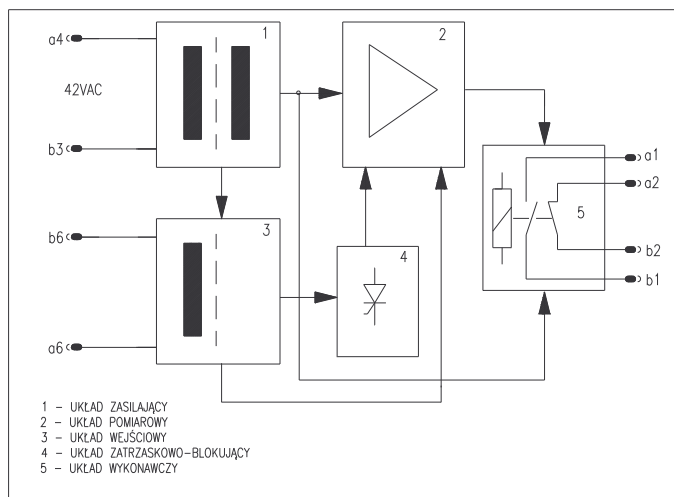 1
2
a4
42VAC
b3
a1
a2
5
b2
b1
3
b6
4
a6
1 – UKŁAD ZASILAJĄCY
2 – UKŁAD POMIAROWY
3 – UKŁAD WEJŚCIOWY
4 – UKŁAD ZATRZASKOWO–BLOKUJĄCY
5 – UKŁAD WYKONAWCZY